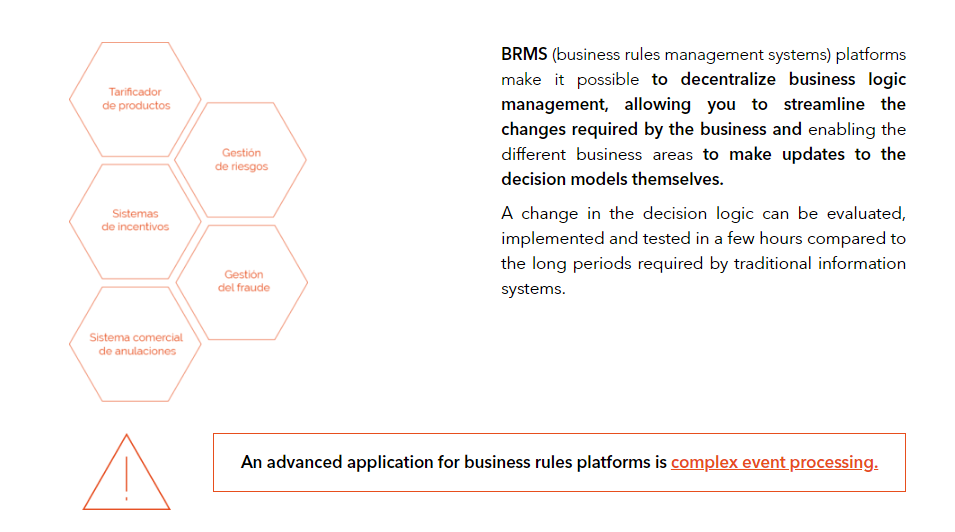 Tarificador
de productos
Gestión
de riesgos
Sistemas
de incentivos
Gestión
del fraude
Sistema comercial
de anulaciones
BRMS (business rules management systems) platforms
make it possible to decentralize business logic
management, allowing you to streamline the
changes required by the business and enabling the
different business areas to make updates to the
decision models themselves.
A change in the decision logic can be evaluated,
implemented and tested in a few hours compared to
the long periods required by traditional information
systems.
An advanced application for business rules platforms is complex event processing.